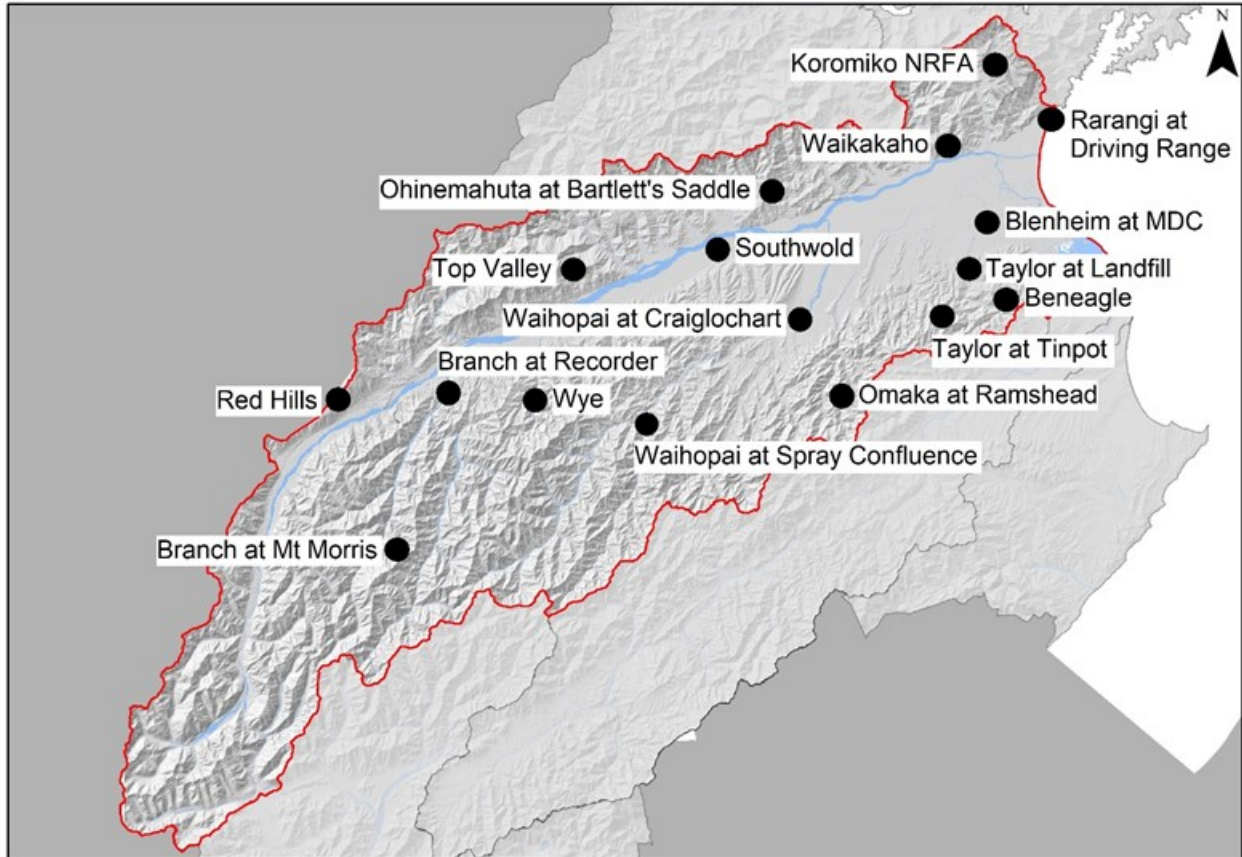 N
Koromiko NRFA
Rarangi at
Driving Range
Waikakaho
Ohinemahuta at Bartlett's Saddle
Blenheim at MDC
Southwold
Top Valley
Taylor at Landfill
Beneagle
Waihopai at Craiglochart
Taylor at Tinpot
Branch at Recorder
Red Hills
Wye
Omaka at Ramshead
Waihopai at Spray Confluence
Branch at Mt Morris